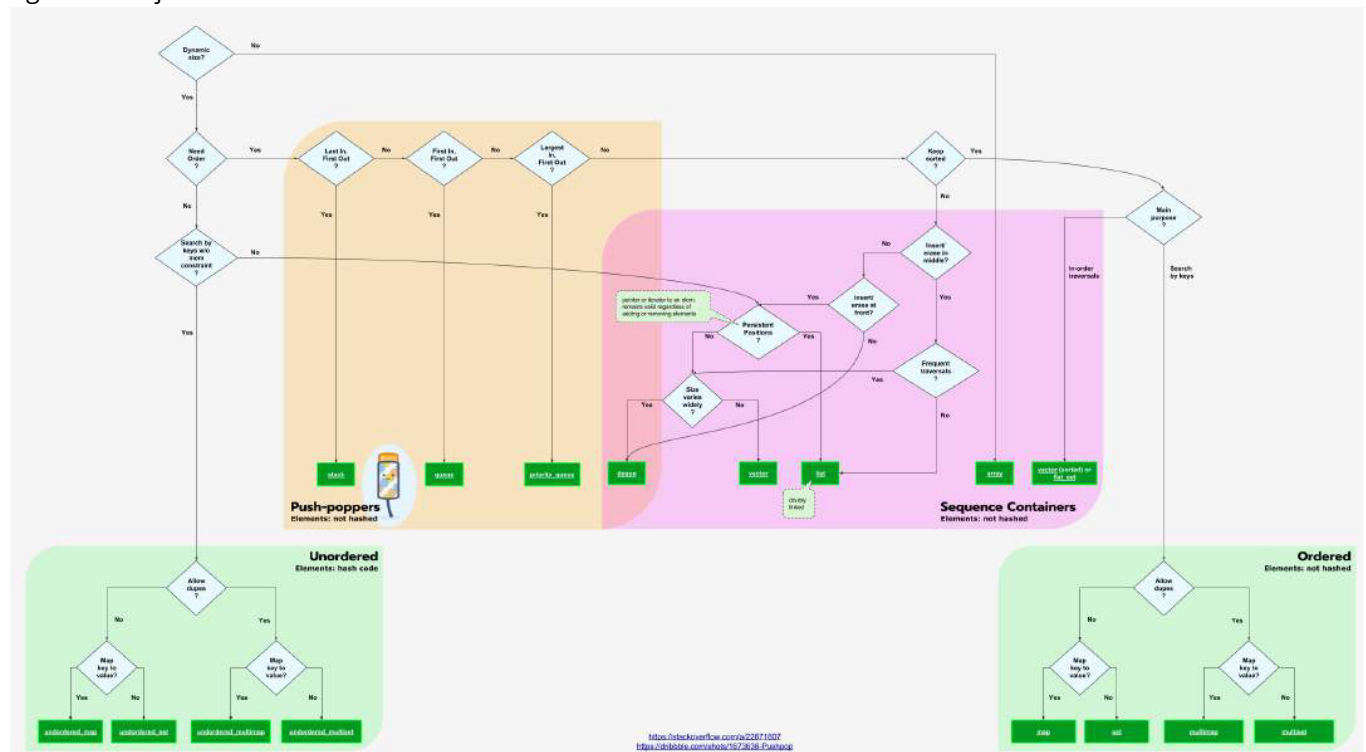 Dynamic
size?
No
Yes
Need
Order
?
Yes
Last In,
First Out
?
No
First In,
First Out
?
No
Largest
In,
First Out
?
No
Keep
sorted
?
Yes
No
Yes
Yes
Yes
No
Main
purpose
?
Search by
keys w/o
mem
constraint
?
No
No
Insert/
erase in
middle?
In-order
traversals
Search
by keys
pointer or iterator to an elem.
remains valid regardless of
adding or removing elements
Yes
Insert/
erase at
front?
Yes
Yes
Persistent
Positions
?
No
Yes
No
Frequent
traversals
?
Yes
Size
varies
widely
?
Yes
No
No
stack
queue
priority_queue
deque
vector
list
array
vector (sorted) or
flat_set
doubly
linked
Push-poppers
Elements: not hashed
Sequence Containers
Elements: not hashed
Unordered
Elements: hash code
Allow
dupes
?
No
Yes
Map
key to
value?
Map
key to
value?
Yes
No
Yes
No
undordered_map
undordered_set
undordered_multimap
undordered_multiset
Ordered
Elements: not hashed
Allow
dupes
?
No
Yes
Map
key to
value?
Map
key to
value?
Yes
No
Yes
No
map
set
multimap
multiset
https://stackoverflow.com/a/22671607
https://dribbble.com/shots/1673636-Pushpop